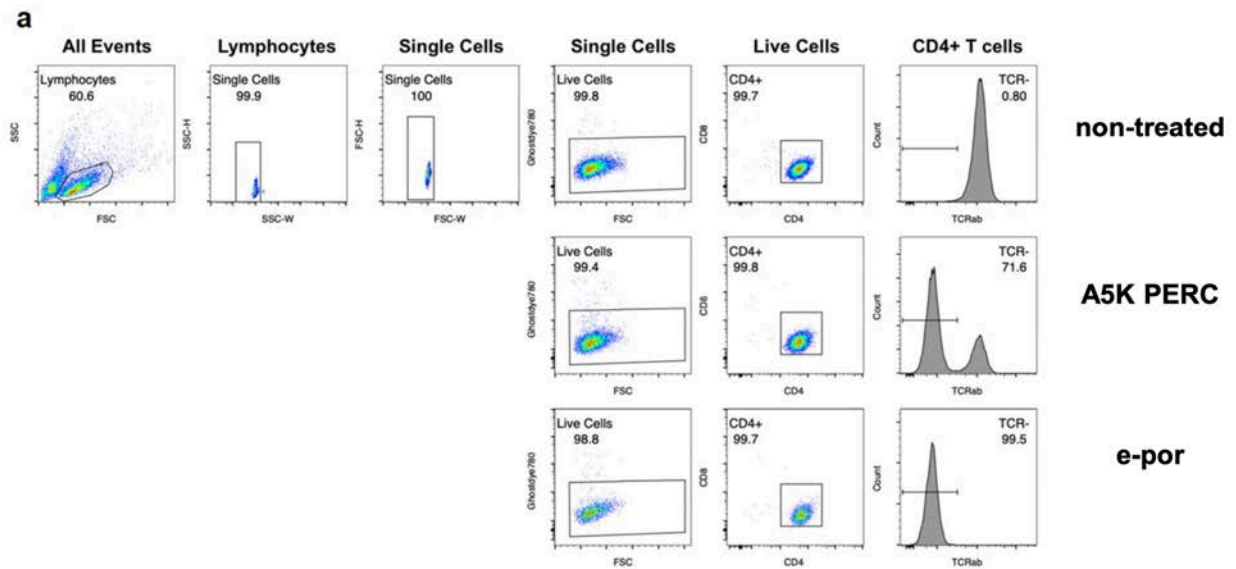 a
All Events
Lymphocytes
Single Cells
Single Cells
Live Cells
CD4+ T cells
Lymphocytes
60.6
SSC
FSC
Single Cells
99.9
SSC-H
SSC-W
Single Cells
100
FSC-H
FSC-W
Live Cells
99.8
Ghostdye780
FSC
CD4+
99.7
CD8
CD4
TCR-
0.80
Count
TCRab
non-treated
Live Cells
99.4
Ghostdye780
FSC
CD4+
99.8
CD8
CD4
TCR-
71.6
Count
TCRab
A5K PERC
Live Cells
98.8
Ghostdye780
FSC
CD4+
99.7
CD8
CD4
TCR-
99.5
Count
TCRab
e-por